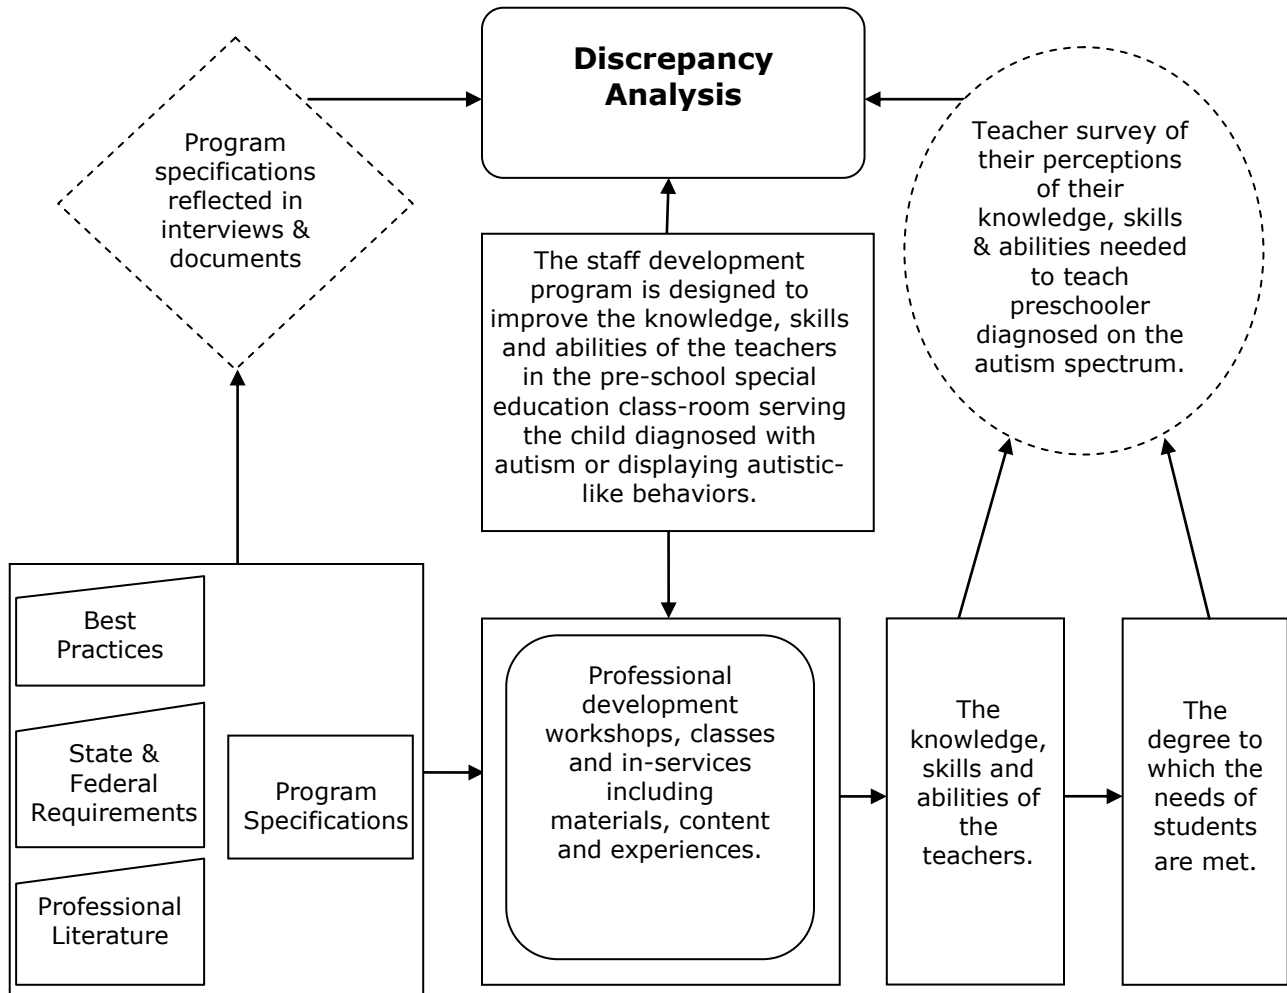 Discrepancy
Analysis
Program
specifications
reflected in
interviews &
documents
Teacher survey of
their perceptions
of their
knowledge, skills
& abilities needed
to teach
preschooler
diagnosed on the
autism spectrum.
The staff development
program is designed to
improve the knowledge, skills
and abilities of the teachers
in the pre-school special
education class-room serving
the child diagnosed with
autism or displaying autistic-
like behaviors.
Best
Practices
State &
Federal
Requirements
Professional
Literature
Program
Specifications
Professional
development
workshops, classes
and in-services
including
materials, content
and experiences.
The
knowledge,
skills and
abilities of
the
teachers.
The
degree to
which the
needs of
students
are met.